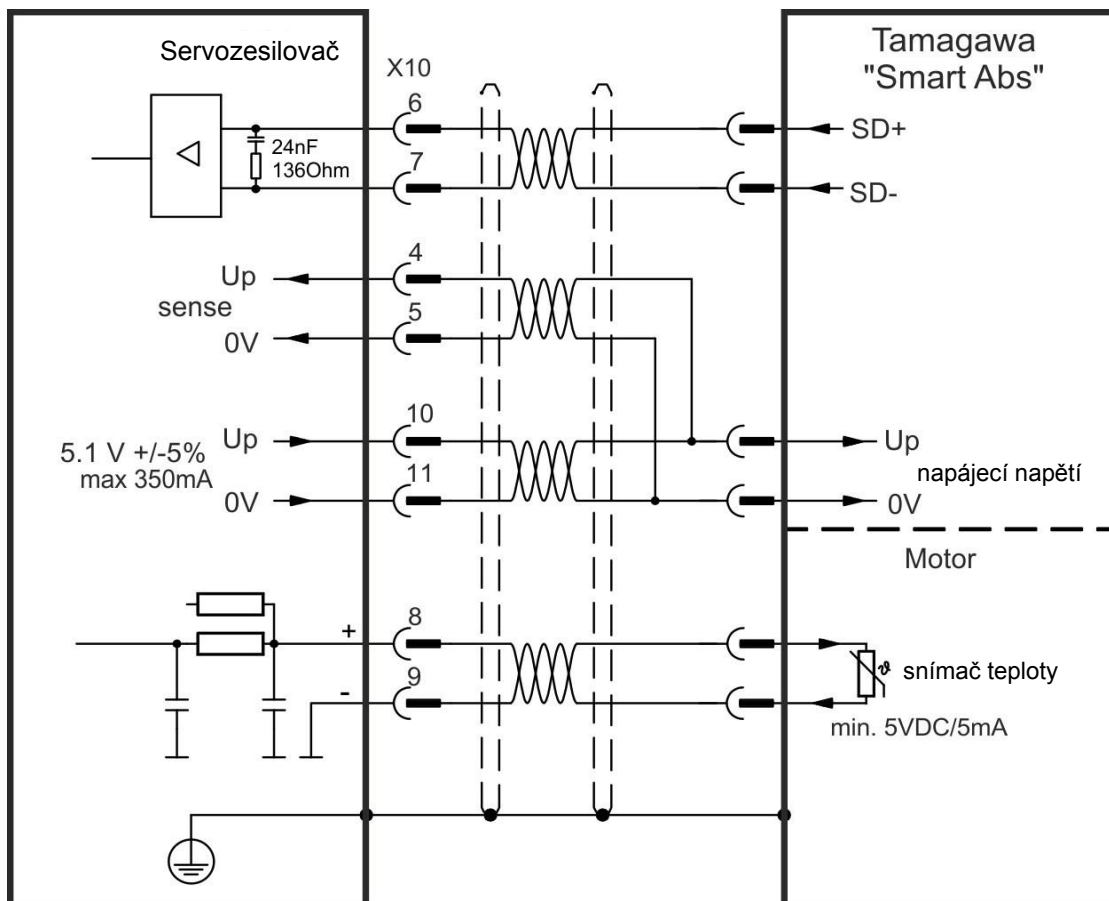 Servozesilovač
X10
Tamagawa
"Smart Abs"
6
SD+
24nF
136Ohm
7
SD-
4
Up
sense
5
0V
10
Up
5.1 V +/-5%
max 350mA
11
0V
Up
napájecí napětí
0V
Motor
8
+
9
-
ϑ
snímač teploty
min. 5VDC/5mA